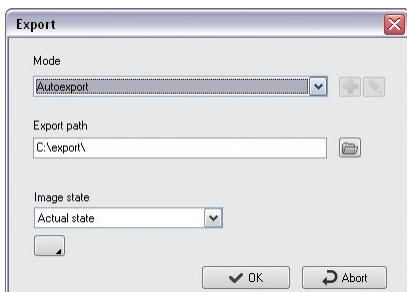 Export
Mode
Autoexport
Export path
C:\export\
Image state
Actual state
OK
Abort